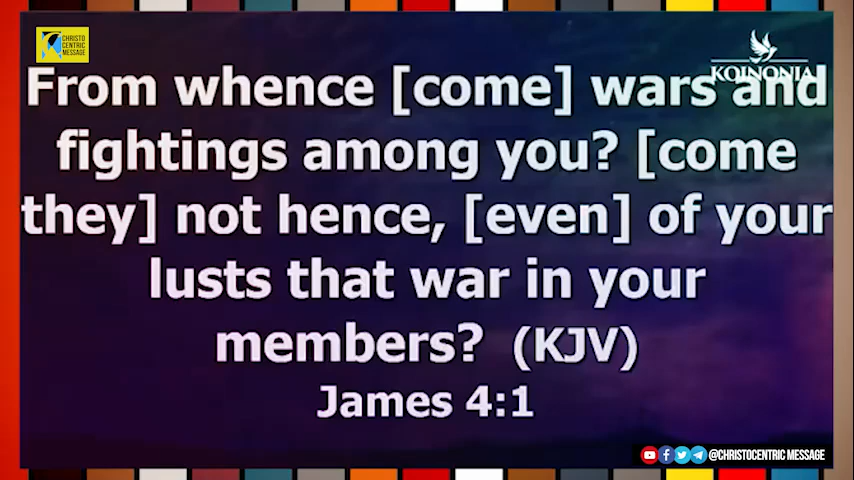 CHRISTO
CENTRIC
MESSAGE
KOINONIA
From whence [come] wars and
fightings among you? [come
they] not hence, [even] of your
lusts that war in your
members? (KJV)
James 4:1
@CHRISTOCENTRIC MESSAGE